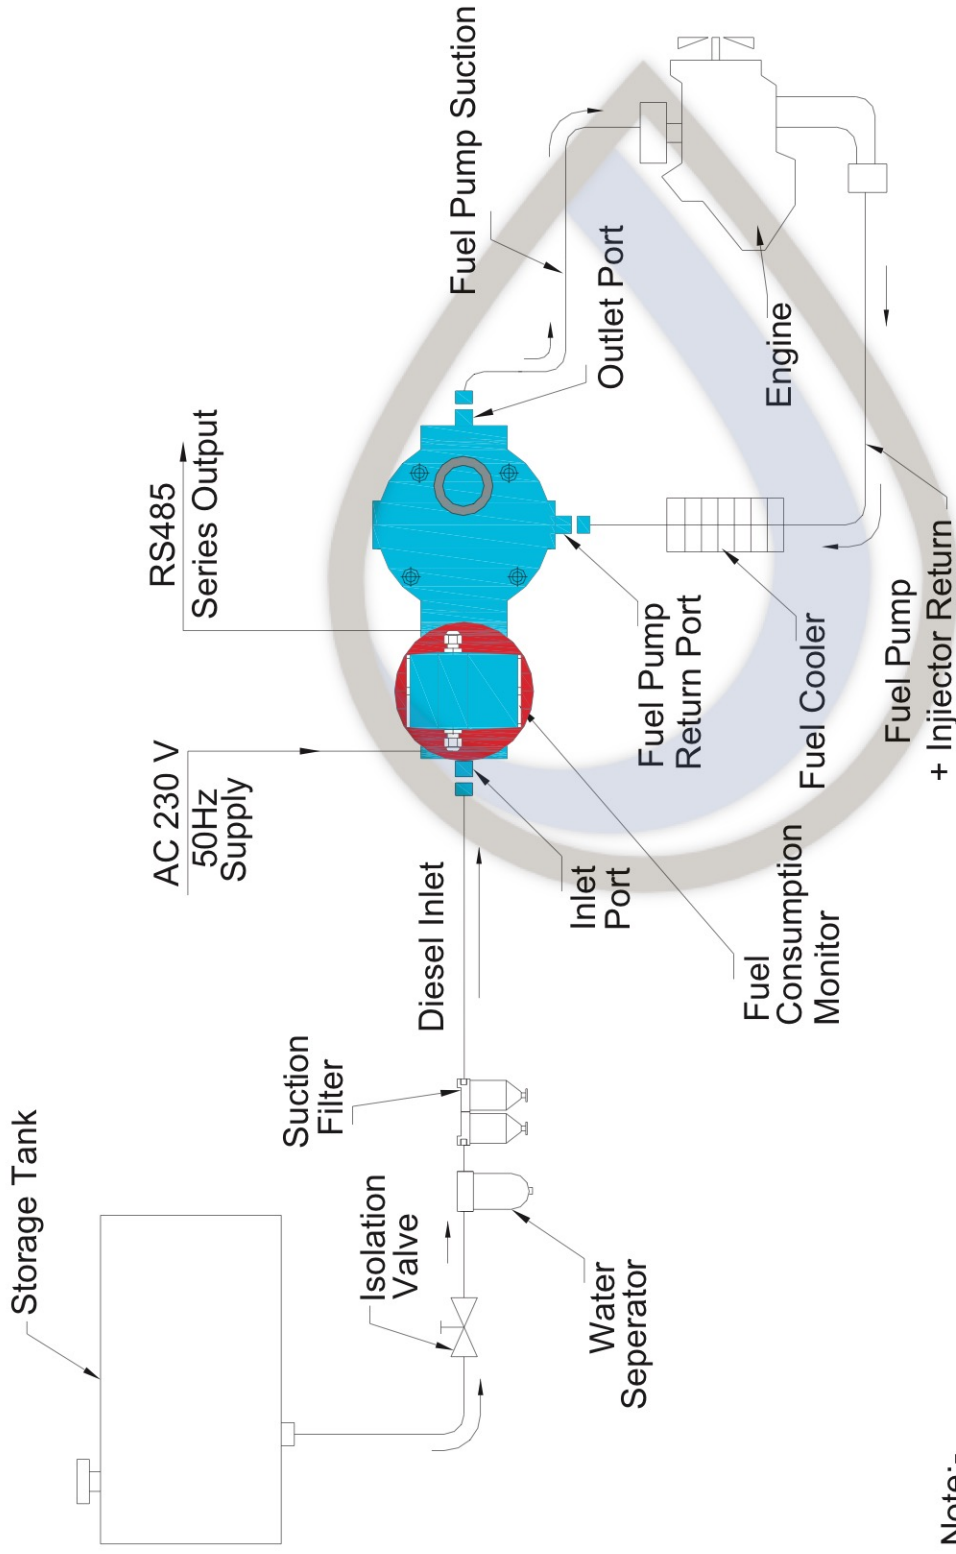 Storage Tank
Isolation
Valve
Water
Seperator
Suction
Filter
Diesel Inlet
AC 230 V
50Hz
Supply
RS485
Series Output
Inlet
Port
Fuel
Consumption
Monitor
Fuel Pump
Return Port
Fuel Cooler
Fuel Pump
+ Injiector Return
Outlet Port
Engine
Fuel Pump Suction
Note:-